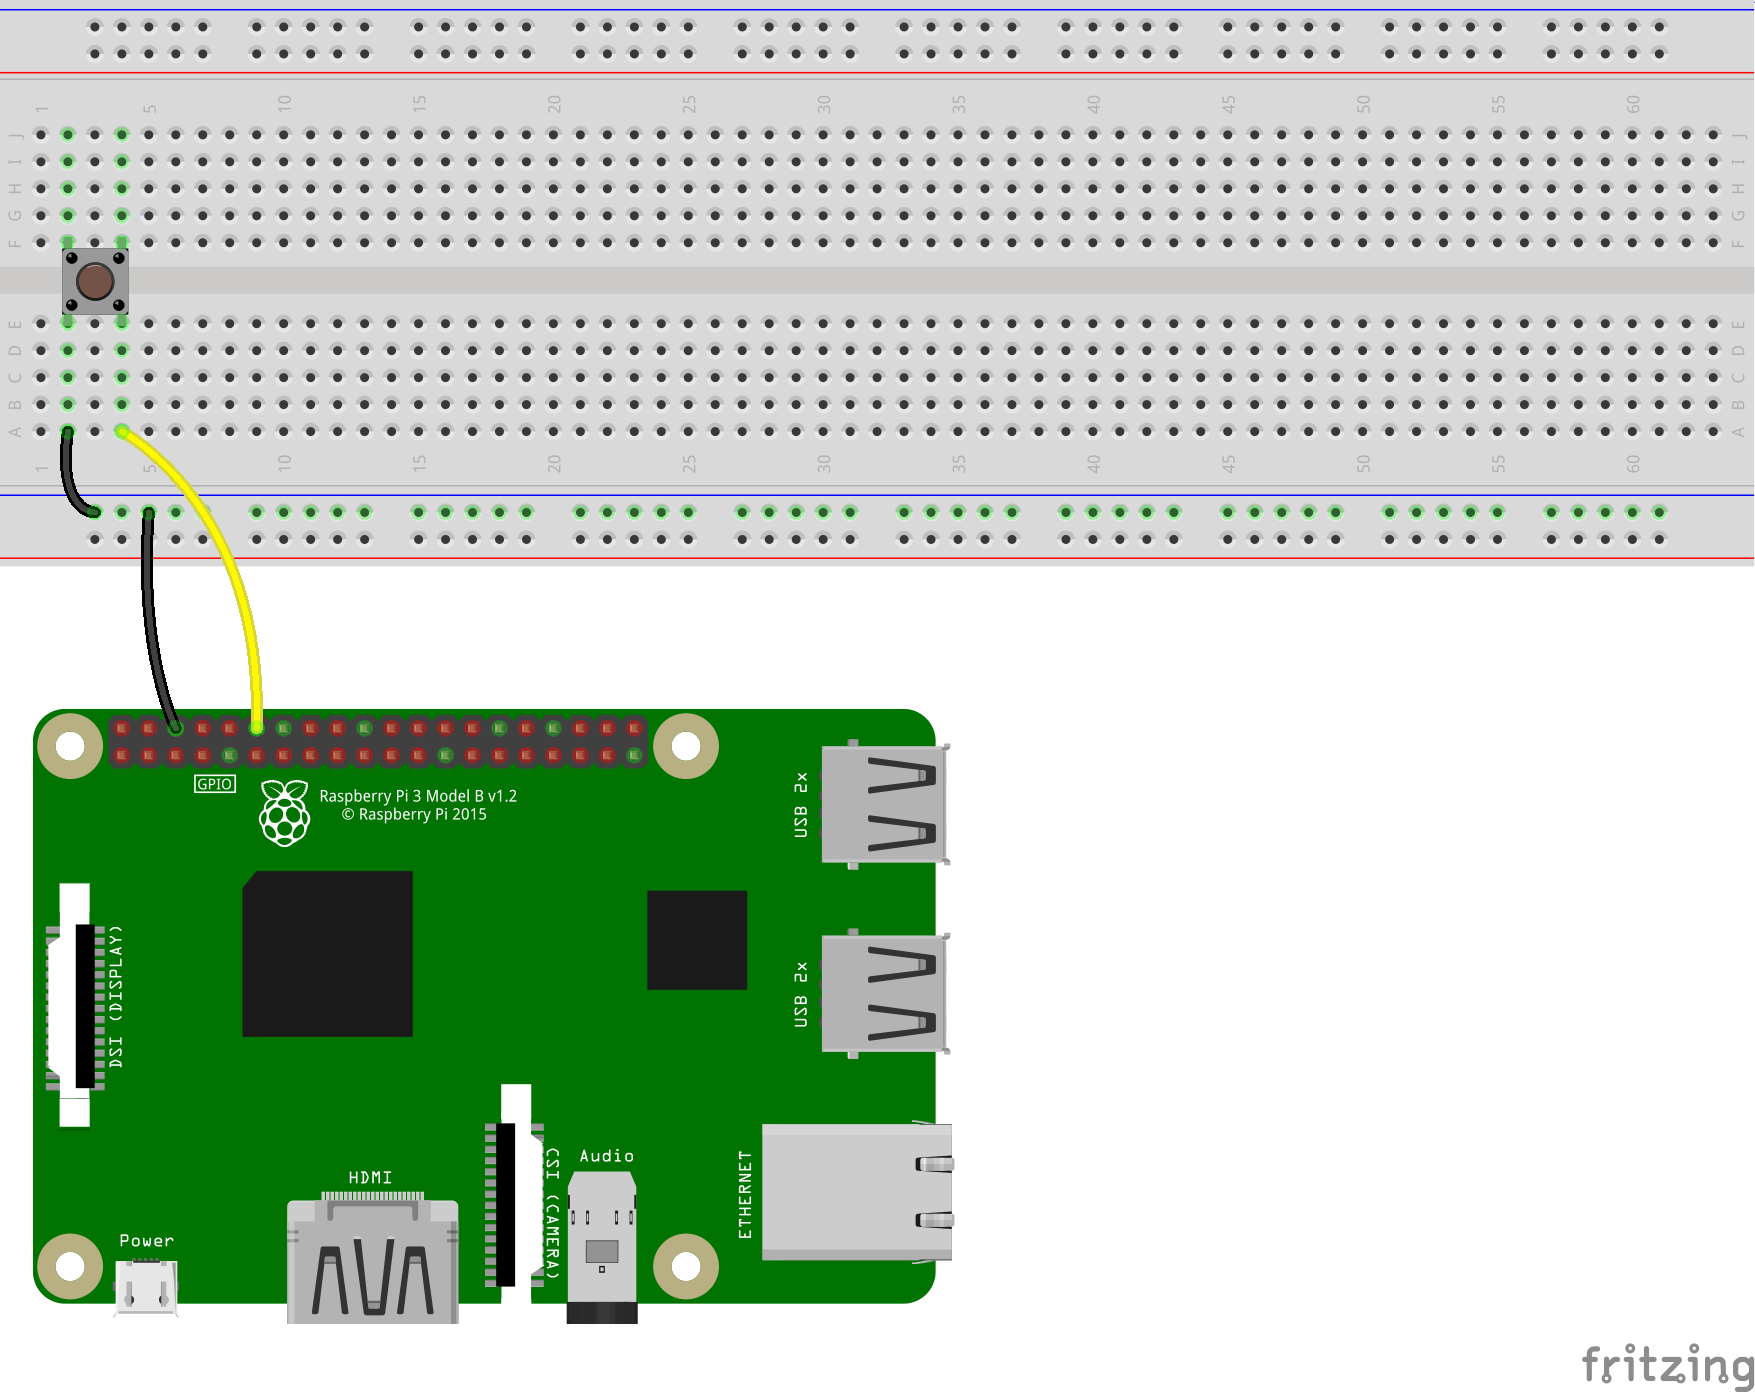 1 5 10 15 20 25 30 35 40 45 50 55 60
J J
I I
H H
G G
F F
E E
D D
C C
B B
A A
1 5 10 15 20 25 30 35 40 45 50 55 60
GPIO
Raspberry Pi 3 Model B v1.2
© Raspberry Pi 2015
USB 2x
DSI (DISPLAY)
USB 2x
HDMI
CSI (CAMERA)
Audio
ETHERNET
Power
fritzing